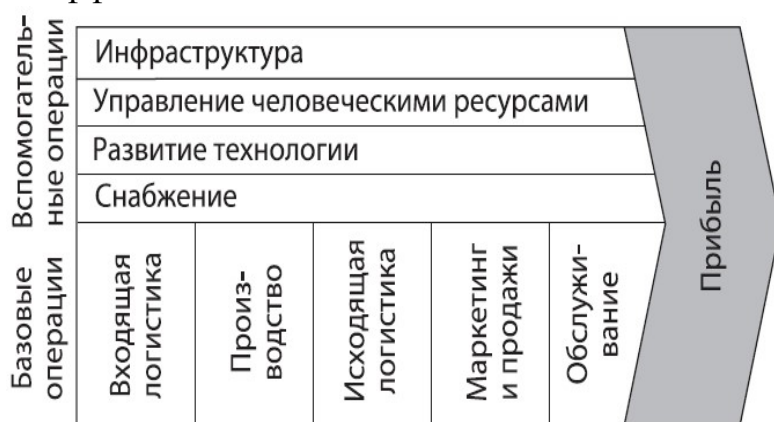 Вспомогатель-
ные операции
Инфраструктура
Управление человеческими ресурсами
Развитие технологии
Снабжение
Базовые
операции
Входящая
логистика
Произ-
водство
Исходящая
логистика
Маркетинг
и продажи
Обслужи-
вание
Прибыль